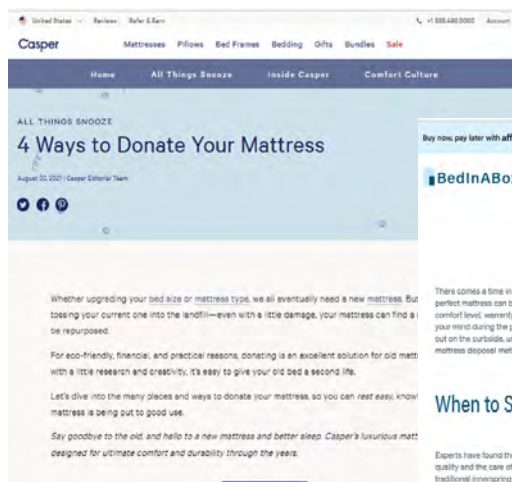 United States
Reviews
Refer & Earn
+1 888.480.0000
Account
Casper
Mattresses
Pillows
Bed Frames
Bedding
Gifts
Bundles
Sale
Home
All Things Snooze
Inside Casper
Comfort Culture
ALL THINGS SNOOZE
4 Ways to Donate Your Mattress
August 20, 2021 | Casper Editorial Team
Whether upgrading your bed size or mattress type, we all eventually need a new mattress. But
tossing your current one into the landfill—even with a little damage, your mattress can find a
be repurposed.
For eco-friendly, financial, and practical reasons, donating is an excellent solution for old matt
with a little research and creativity, it's easy to give your old bed a second life.
Let's dive into the many places and ways to donate your mattress, so you can rest easy, knowi
mattress is being put to good use.
Say goodbye to the old, and hello to a new mattress and better sleep. Casper's luxurious matt
designed for ultimate comfort and durability through the years.
Buy now, pay later with aff
BedInABox
There comes a time in
perfect mattress can b
comfort level, warranty
your mind during the p
out on the curbside, u
mattress disposal met
When to S
Experts have found the
quality and the care of
traditional innerspring